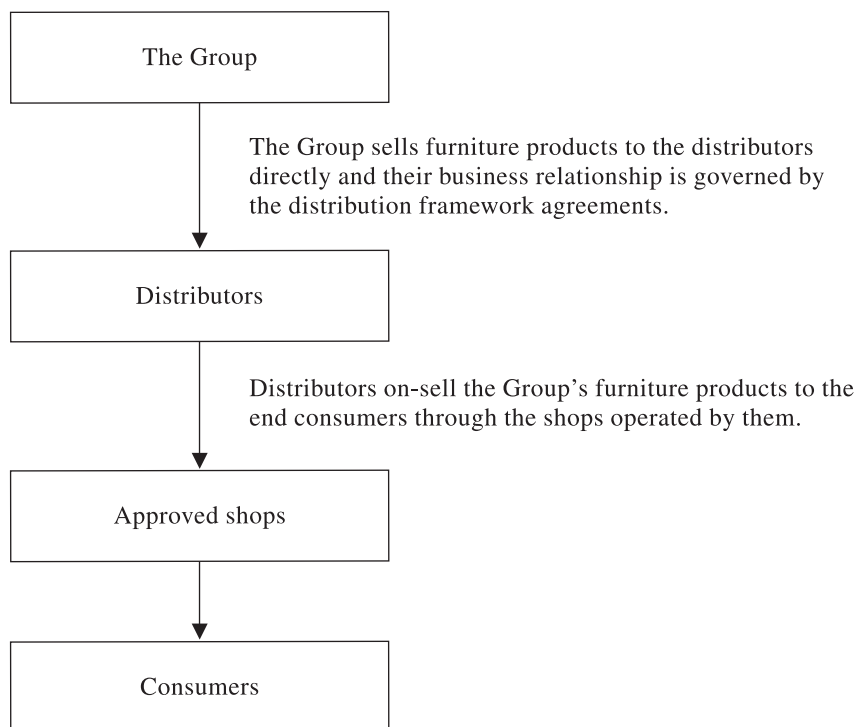 The Group
The Group sells furniture products to the distributors
directly and their business relationship is governed by
the distribution framework agreements.
Distributors
Distributors on-sell the Group’s furniture products to the
end consumers through the shops operated by them.
Approved shops
Consumers